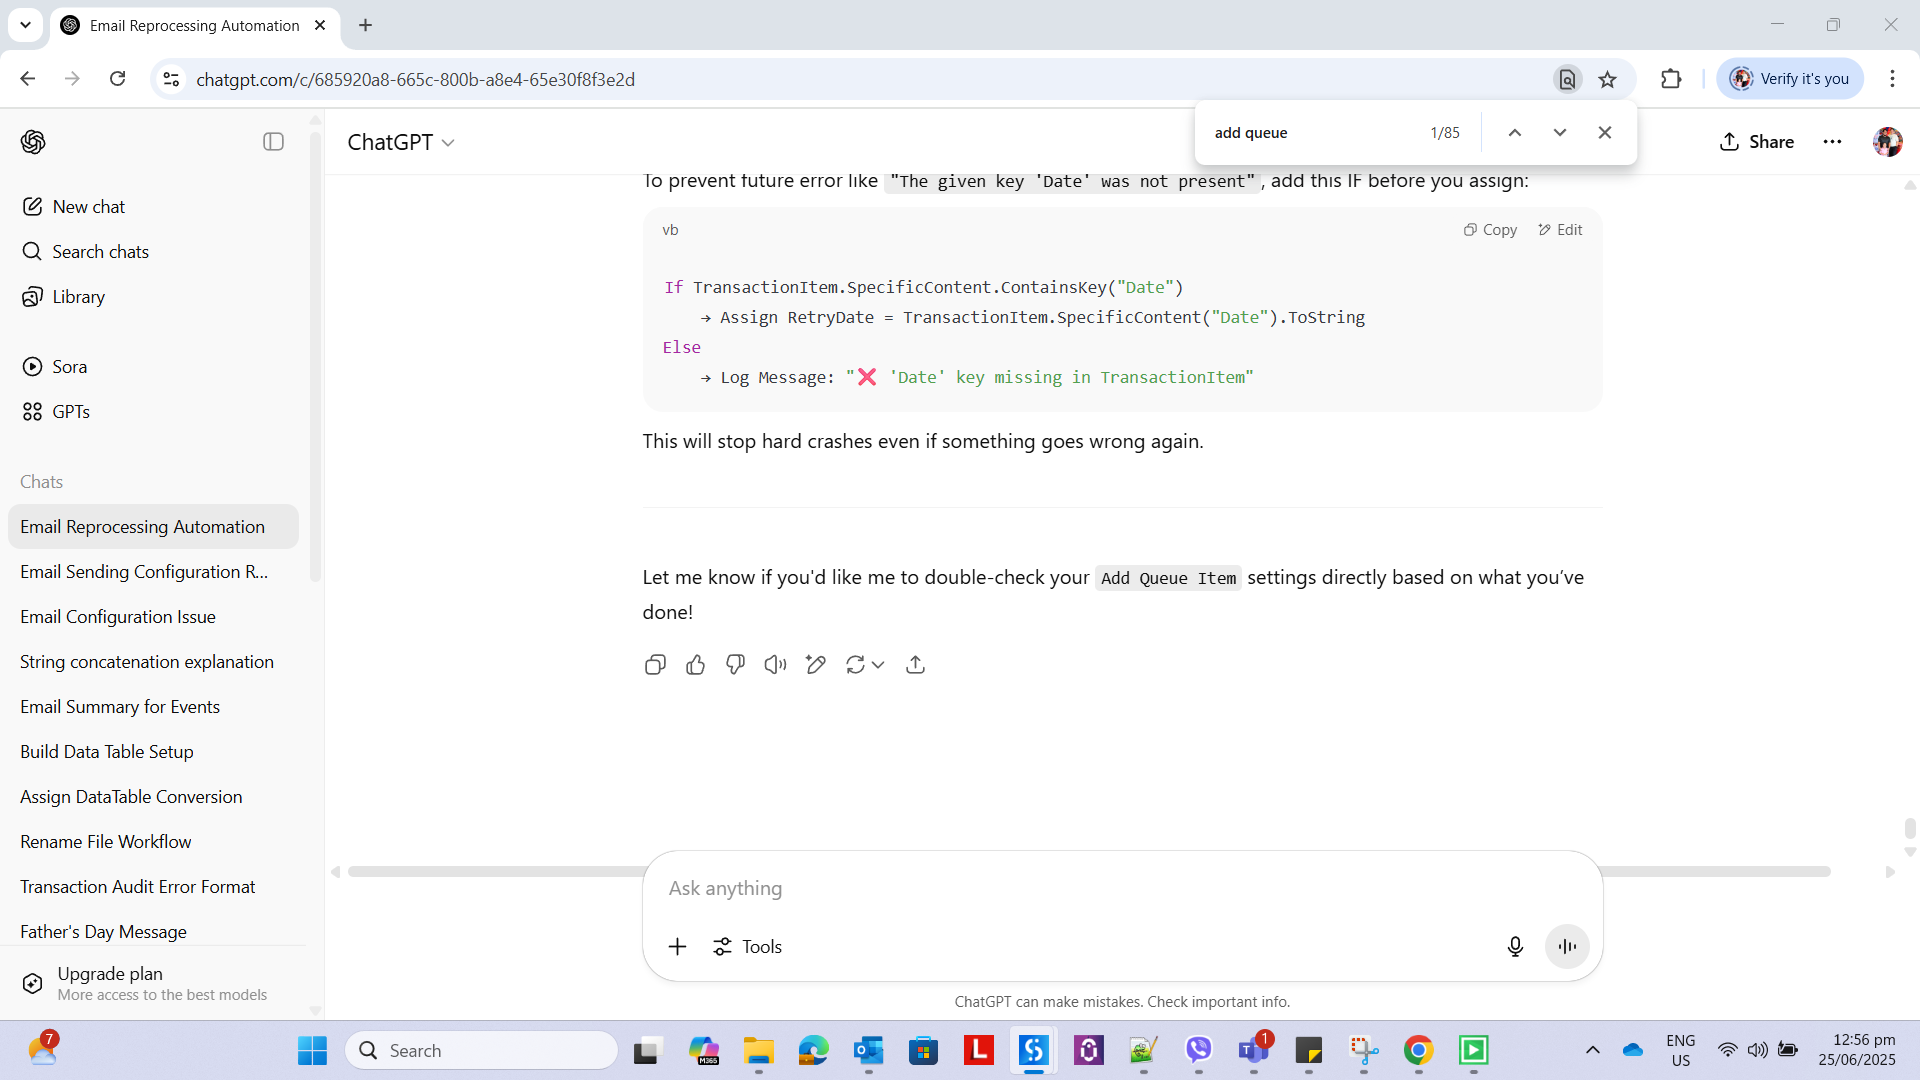 Email Reprocessing Automation
chatgpt.com/c/685920a8-665c-800b-a8e4-65e30f8f3e2d
Verify it's you
add queue
1/85
ChatGPT
Share
New chat
Search chats
Library
Sora
GPTs
Chats
Email Reprocessing Automation
Email Sending Configuration R...
Email Configuration Issue
String concatenation explanation
Email Summary for Events
Build Data Table Setup
Assign DataTable Conversion
Rename File Workflow
Transaction Audit Error Format
Father's Day Message
Upgrade plan
More access to the best models
To prevent future error like "The given key 'Date' was not present", add this IF before you assign:
vb
Copy
Edit
If TransactionItem.SpecificContent.ContainsKey("Date")
→ Assign RetryDate = TransactionItem.SpecificContent("Date").ToString
Else
→ Log Message: "❌ 'Date' key missing in TransactionItem"
This will stop hard crashes even if something goes wrong again.
Let me know if you'd like me to double-check your Add Queue Item settings directly based on what you’ve
done!
Ask anything
Tools
ChatGPT can make mistakes. Check important info.
7
Search
M365
L
1
ENG
US
12:56 pm
25/06/2025